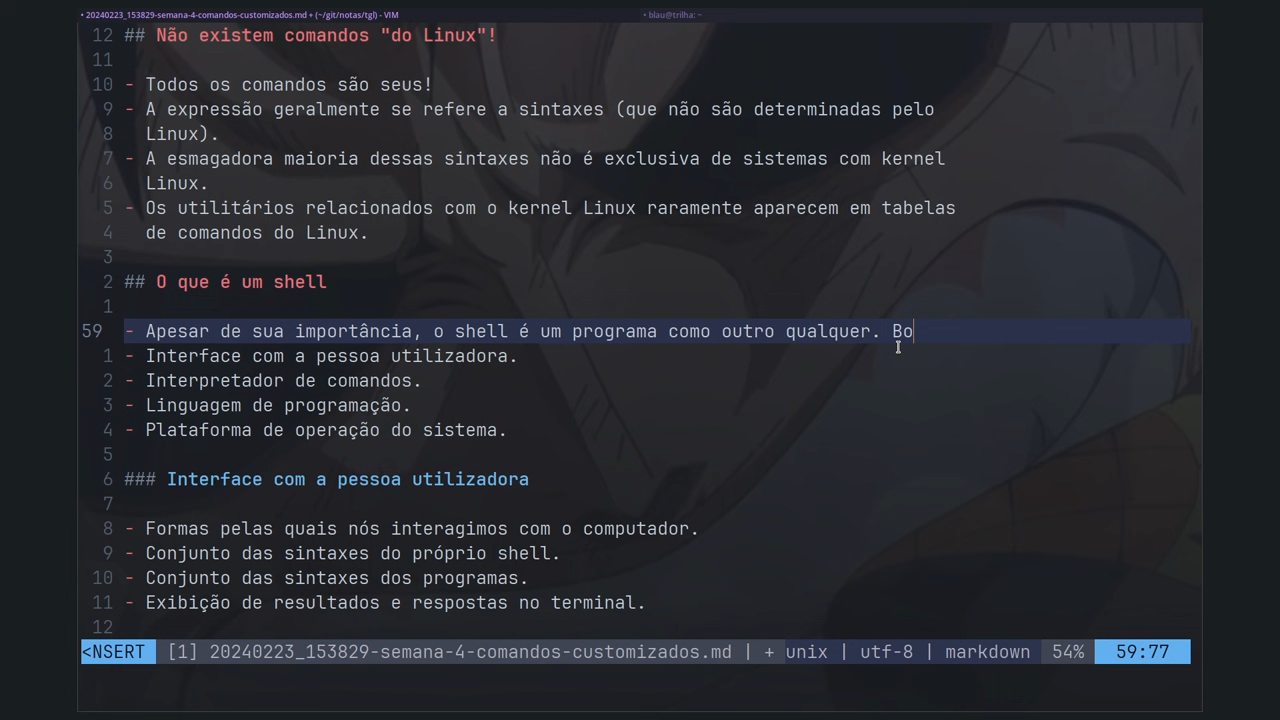 • 20240223_153829-semana-4-comandos-customizados.md + (~/git/notas/tgl) - VIM
• blau@trilha: ~
12 ## Não existem comandos "do Linux"!
11
10 - Todos os comandos são seus!
9 - A expressão geralmente se refere a sintaxes (que não são determinadas pelo
8 Linux).
7 - A esmagadora maioria dessas sintaxes não é exclusiva de sistemas com kernel
6 Linux.
5 - Os utilitários relacionados com o kernel Linux raramente aparecem em tabelas
4 de comandos do Linux.
3
2 ## O que é um shell
1
59 - Apesar de sua importância, o shell é um programa como outro qualquer. Bo
1 - Interface com a pessoa utilizadora.
2 - Interpretador de comandos.
3 - Linguagem de programação.
4 - Plataforma de operação do sistema.
5
6 ### Interface com a pessoa utilizadora
7
8 - Formas pelas quais nós interagimos com o computador.
9 - Conjunto das sintaxes do próprio shell.
10 - Conjunto das sintaxes dos programas.
11 - Exibição de resultados e respostas no terminal.
12
<NSERT [1] 20240223_153829-semana-4-comandos-customizados.md | + unix | utf-8 | markdown 54% 59:77